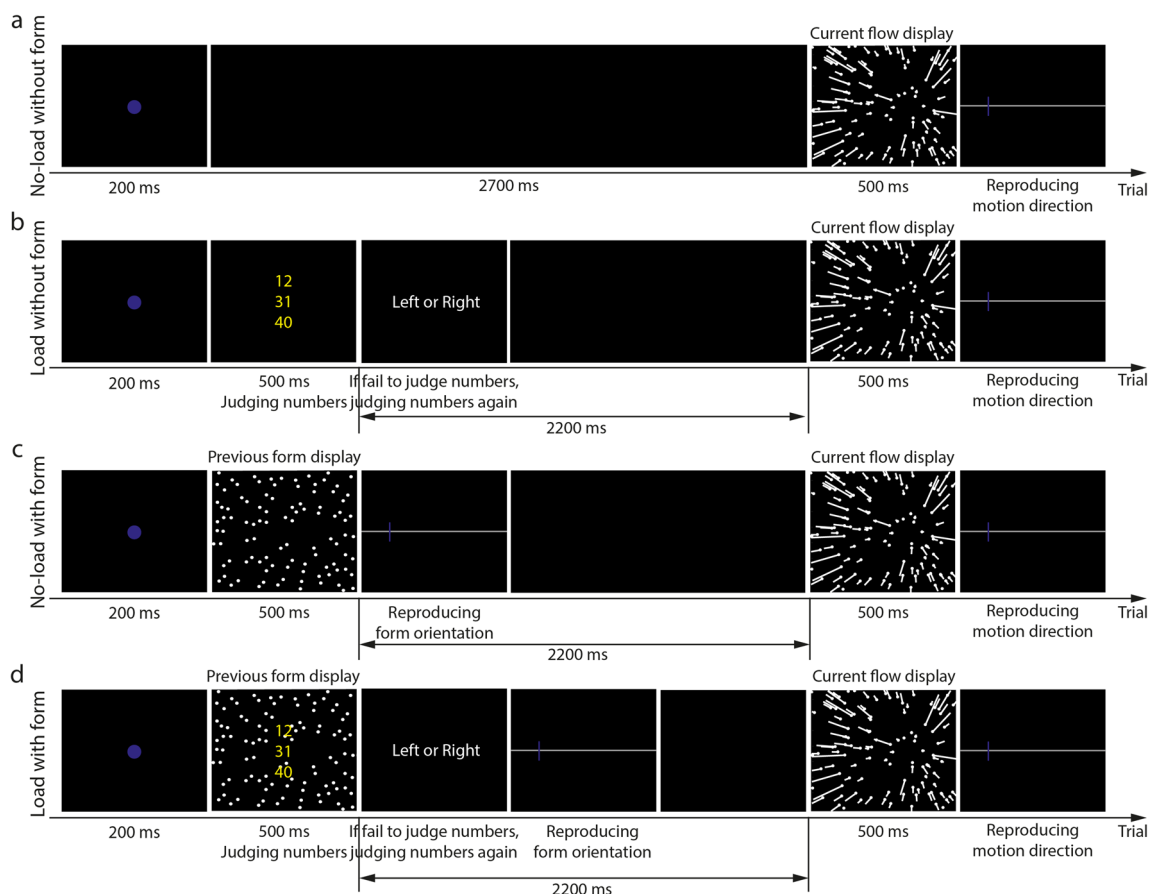 a
No-load without form
Current flow display
200 ms
2700 ms
500 ms
Reproducing
motion direction
Trial
b
Load without form
Current flow display
12
31
40
Left or Right
200 ms
500 ms
Judging numbers
If fail to judge numbers,
judging numbers again
2200 ms
500 ms
Reproducing
motion direction
Trial
c
No-load with form
Previous form display
Current flow display
200 ms
500 ms
Reproducing
form orientation
2200 ms
500 ms
Reproducing
motion direction
Trial
d
Load with form
Previous form display
Current flow display
12
31
40
Left or Right
200 ms
500 ms
Judging numbers
If fail to judge numbers,
judging numbers again
Reproducing
form orientation
2200 ms
500 ms
Reproducing
motion direction
Trial